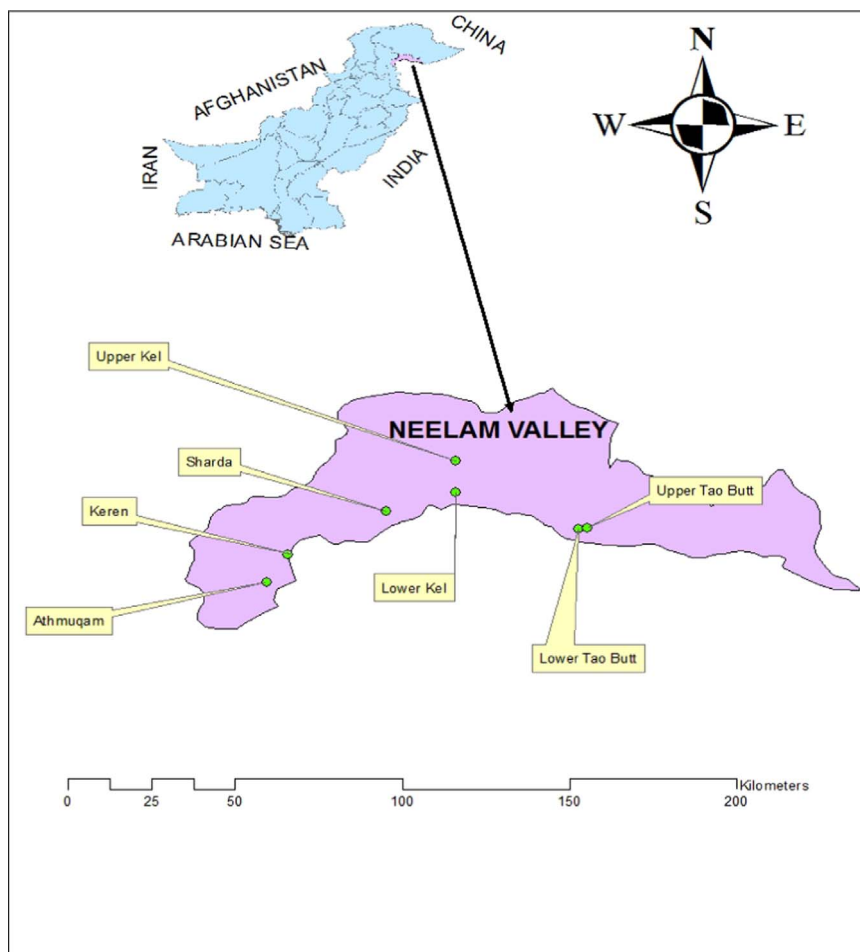 CHINA
N
AFGHANISTAN
W
E
IRAN
INDIA
S
ARABIAN SEA
Upper Kel
NEELAM VALLEY
Sharda
Upper Tao Butt
Keren
Lower Kel
Athmuqam
Lower Tao Butt
Kilometers
0 25 50 100 150 200